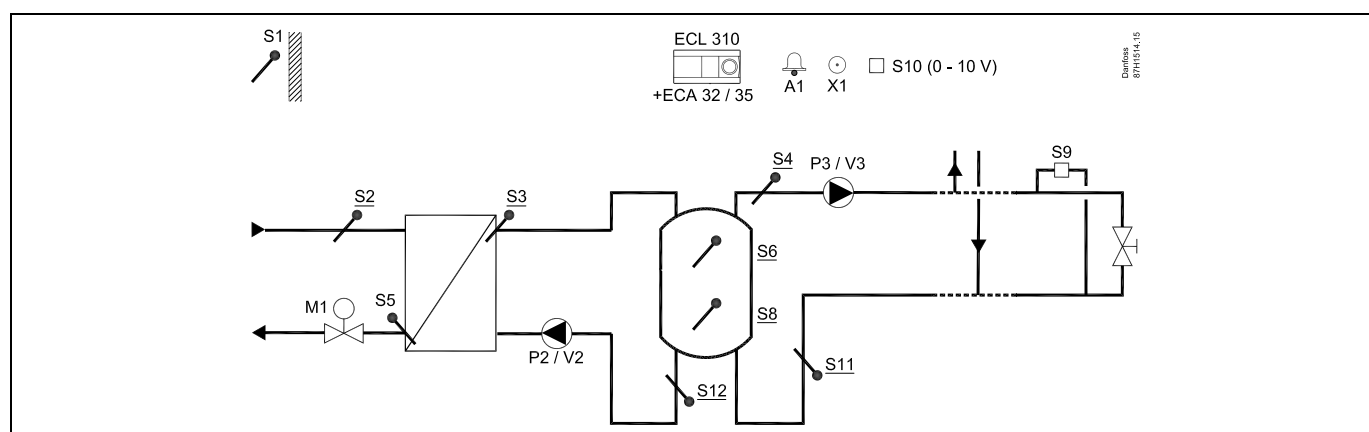 S1
ECL 310
+ECA 32 / 35
A1
X1
S10 (0 - 10 V)
Danfoss
87H1514.15
S2
S3
S4
P3 / V3
S9
S6
S8
M1
S5
P2 / V2
S12
S11